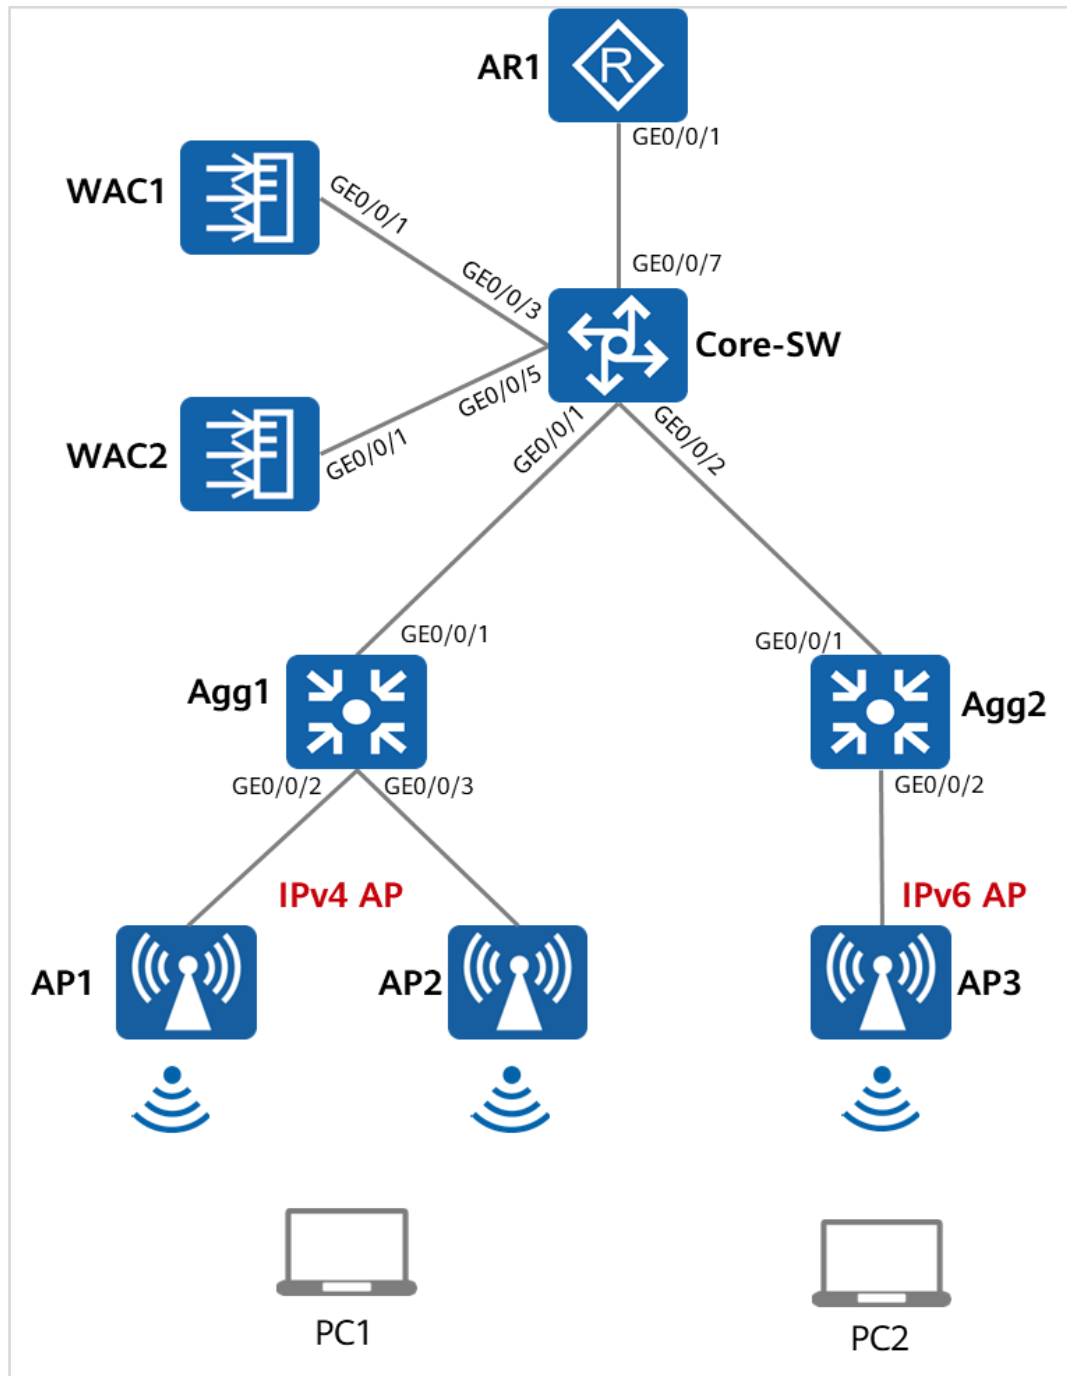 AR1
R
GE0/0/1
WAC1
GE0/0/1
GE0/0/3
GE0/0/7
Core-SW
WAC2
GE0/0/1
GE0/0/5
GE0/0/1
GE0/0/2
GE0/0/1
GE0/0/1
Agg1
Agg2
GE0/0/2
GE0/0/3
GE0/0/2
IPv4 AP
IPv6 AP
AP1
AP2
AP3
PC1
PC2